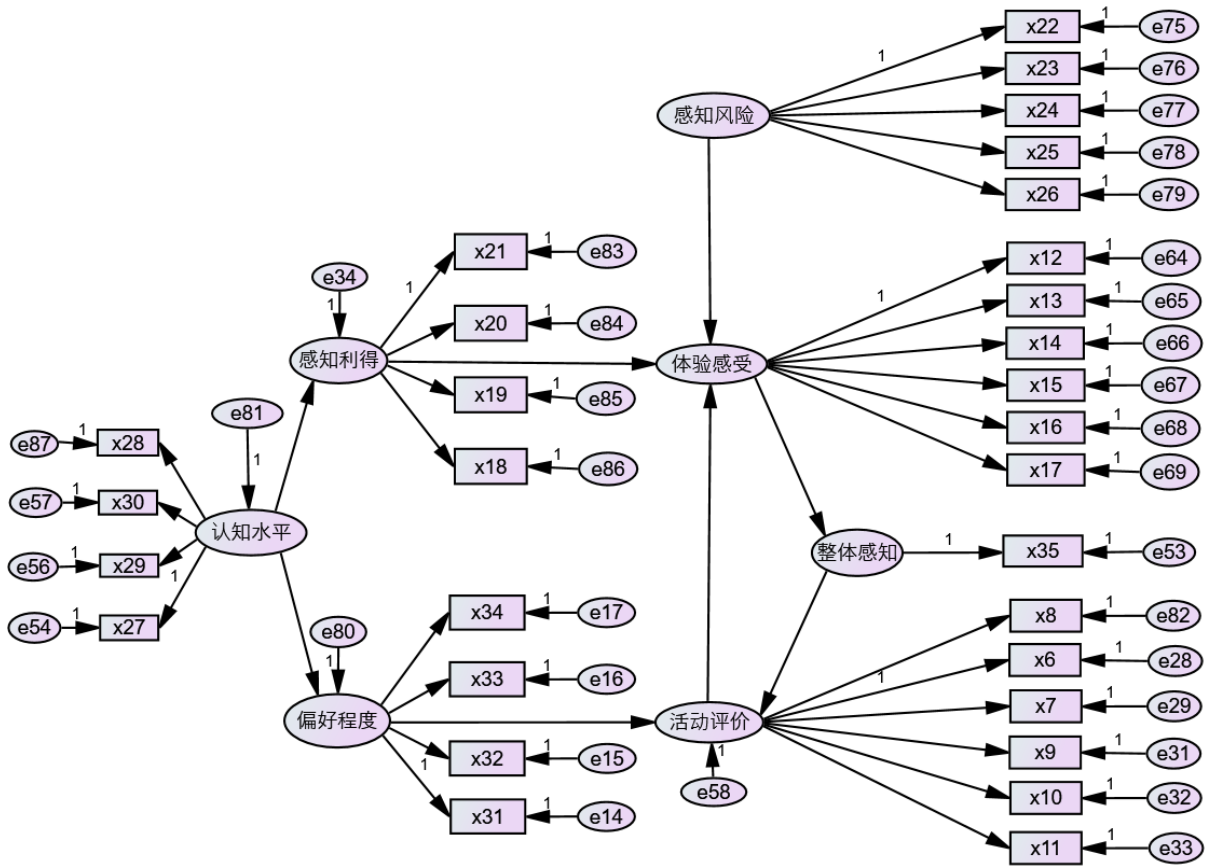 1 x22 1 e75
x23 1 e76
感知风险 x24 1 e77
x25 1 e78
x26 1 e79
x21 1 e83
1 x12 1 e64
e34 1
1
x13 1 e65
x20 1 e84
x14 1 e66
感知利得 体验感受
x15 1 e67
x19 1 e85
e81
x16 1 e68
e87 1 x28
1
x18 1 e86
x17 1 e69
e57 1 x30
认知水平
整体感知 1 x35 1 e53
e56 1 x29
1
e54 1 x27
x34 1 e17
x8 1 e82
e80
1
x6 1 e28
x33 1 e16
1
x7 1 e29
偏好程度 活动评价
x9 1 e31
x32 1 e15
1
1
e58
x10 1 e32
x31 1 e14
x11 1 e33